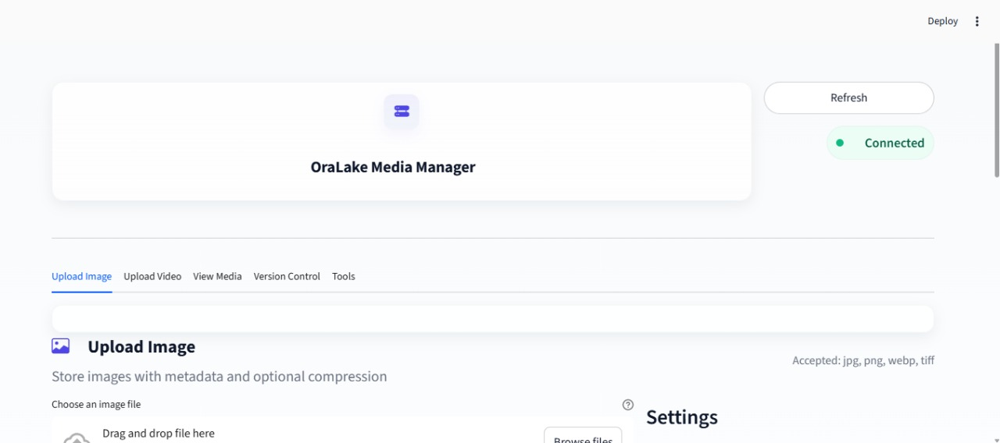 Deploy
Refresh
Connected
OraLake Media Manager
Upload Image Upload Video View Media Version Control Tools
Upload Image
Accepted: jpg, png, webp, tiff
Store images with metadata and optional compression
Choose an image file
Settings
Drag and drop file here
Browse files